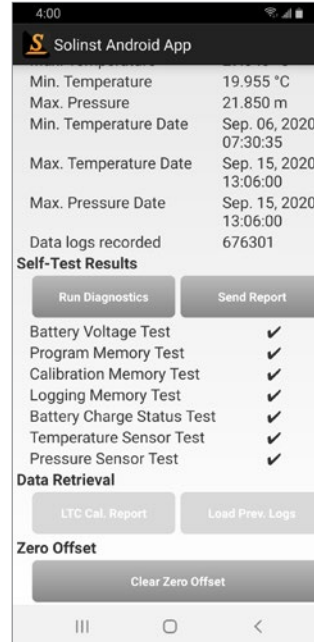 4:00
S Solinst Android App
Min. Temperature 19.955 °C
Max. Pressure 21.850 m
Min. Temperature Date Sep. 06, 2020
07:30:35
Max. Temperature Date Sep. 15, 2020
13:06:00
Max. Pressure Date Sep. 15, 2020
13:06:00
Data logs recorded 676301
Self-Test Results
Run Diagnostics Send Report
Battery Voltage Test ✔
Program Memory Test ✔
Calibration Memory Test ✔
Logging Memory Test ✔
Battery Charge Status Test ✔
Temperature Sensor Test ✔
Pressure Sensor Test ✔
Data Retrieval
LTC Cal. Report Load Prev. Logs
Zero Offset
Clear Zero Offset